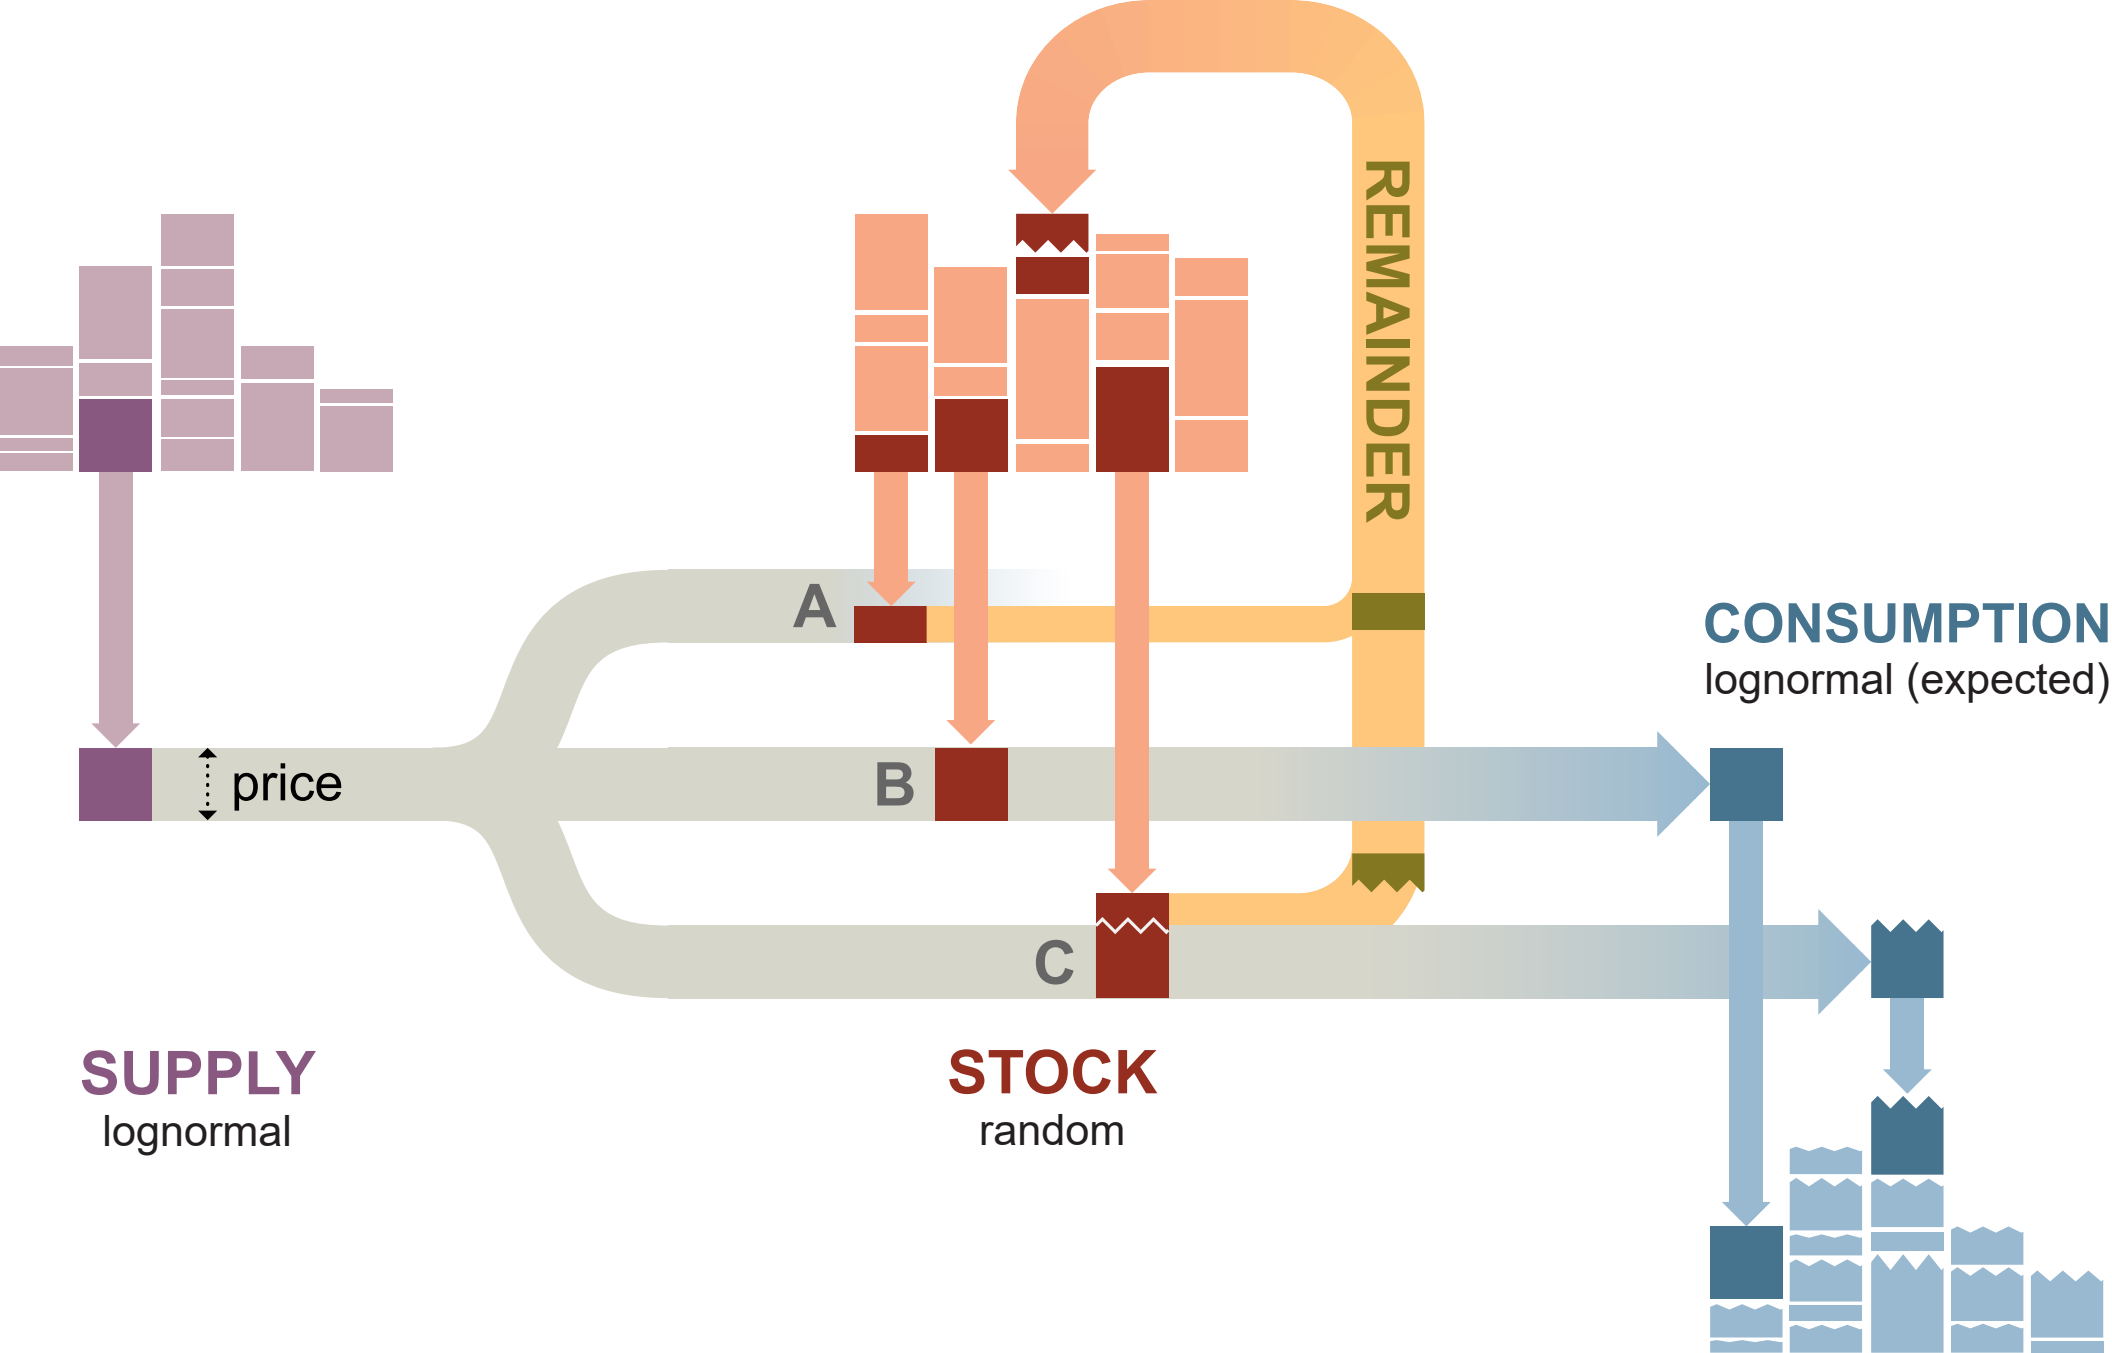 REMAINDER
A
CONSUMPTION
lognormal (expected)
price
B
C
SUPPLY
lognormal
STOCK
random